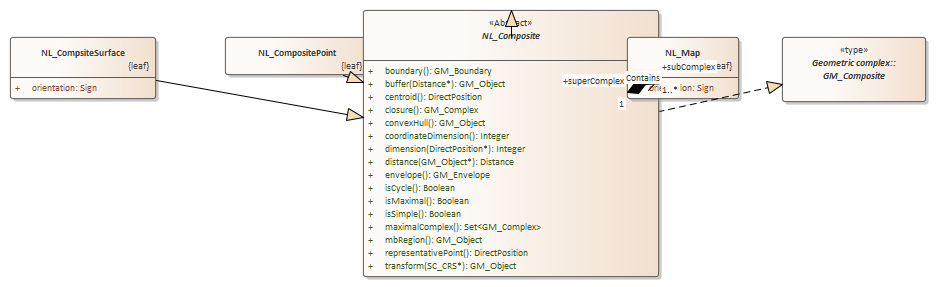 NL_CompsiteSurface
{leaf}
+ orientation: Sign
NL_CompositePoint
{leaf}
«Abstract»
NL_Composite
+ boundary(): GM_Boundary
+ buffer(Distance*): GM_Object
+ centroid(): DirectPosition
+ closure(): GM_Complex
+ convexHull(): GM_Object
+ coordinateDimension(): Integer
+ dimension(DirectPosition*): Integer
+ distance(GM_Object*): Distance
+ envelope(): GM_Envelope
+ isCycle(): Boolean
+ isMaximal(): Boolean
+ isSimple(): Boolean
+ maximalComplex(): Set<GM_Complex>
+ mbRegion(): GM_Object
+ representativePoint(): DirectPosition
+ transform(SC_CRS*): GM_Object
NL_Map
+subComplex
eaf}
+superComplex
Contains
ion: Sign
1..*
1
«type»
Geometric complex::
GM_Composite